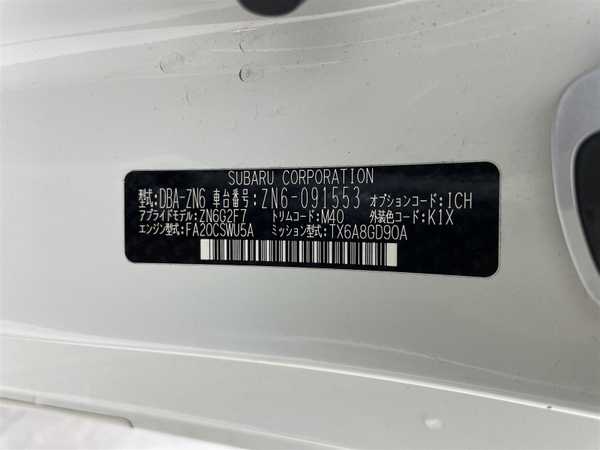 SUBARU CORPORATION
型式:DBA-ZN6 車台番号:ZN6-091553 オプションコード:ICH
アプライドモデル:ZN6G2F7 トリムコード:M40 外装色コード:K1X
エンジン型式:FA20CSWU5A ミッション型式:TX6A8GD90A